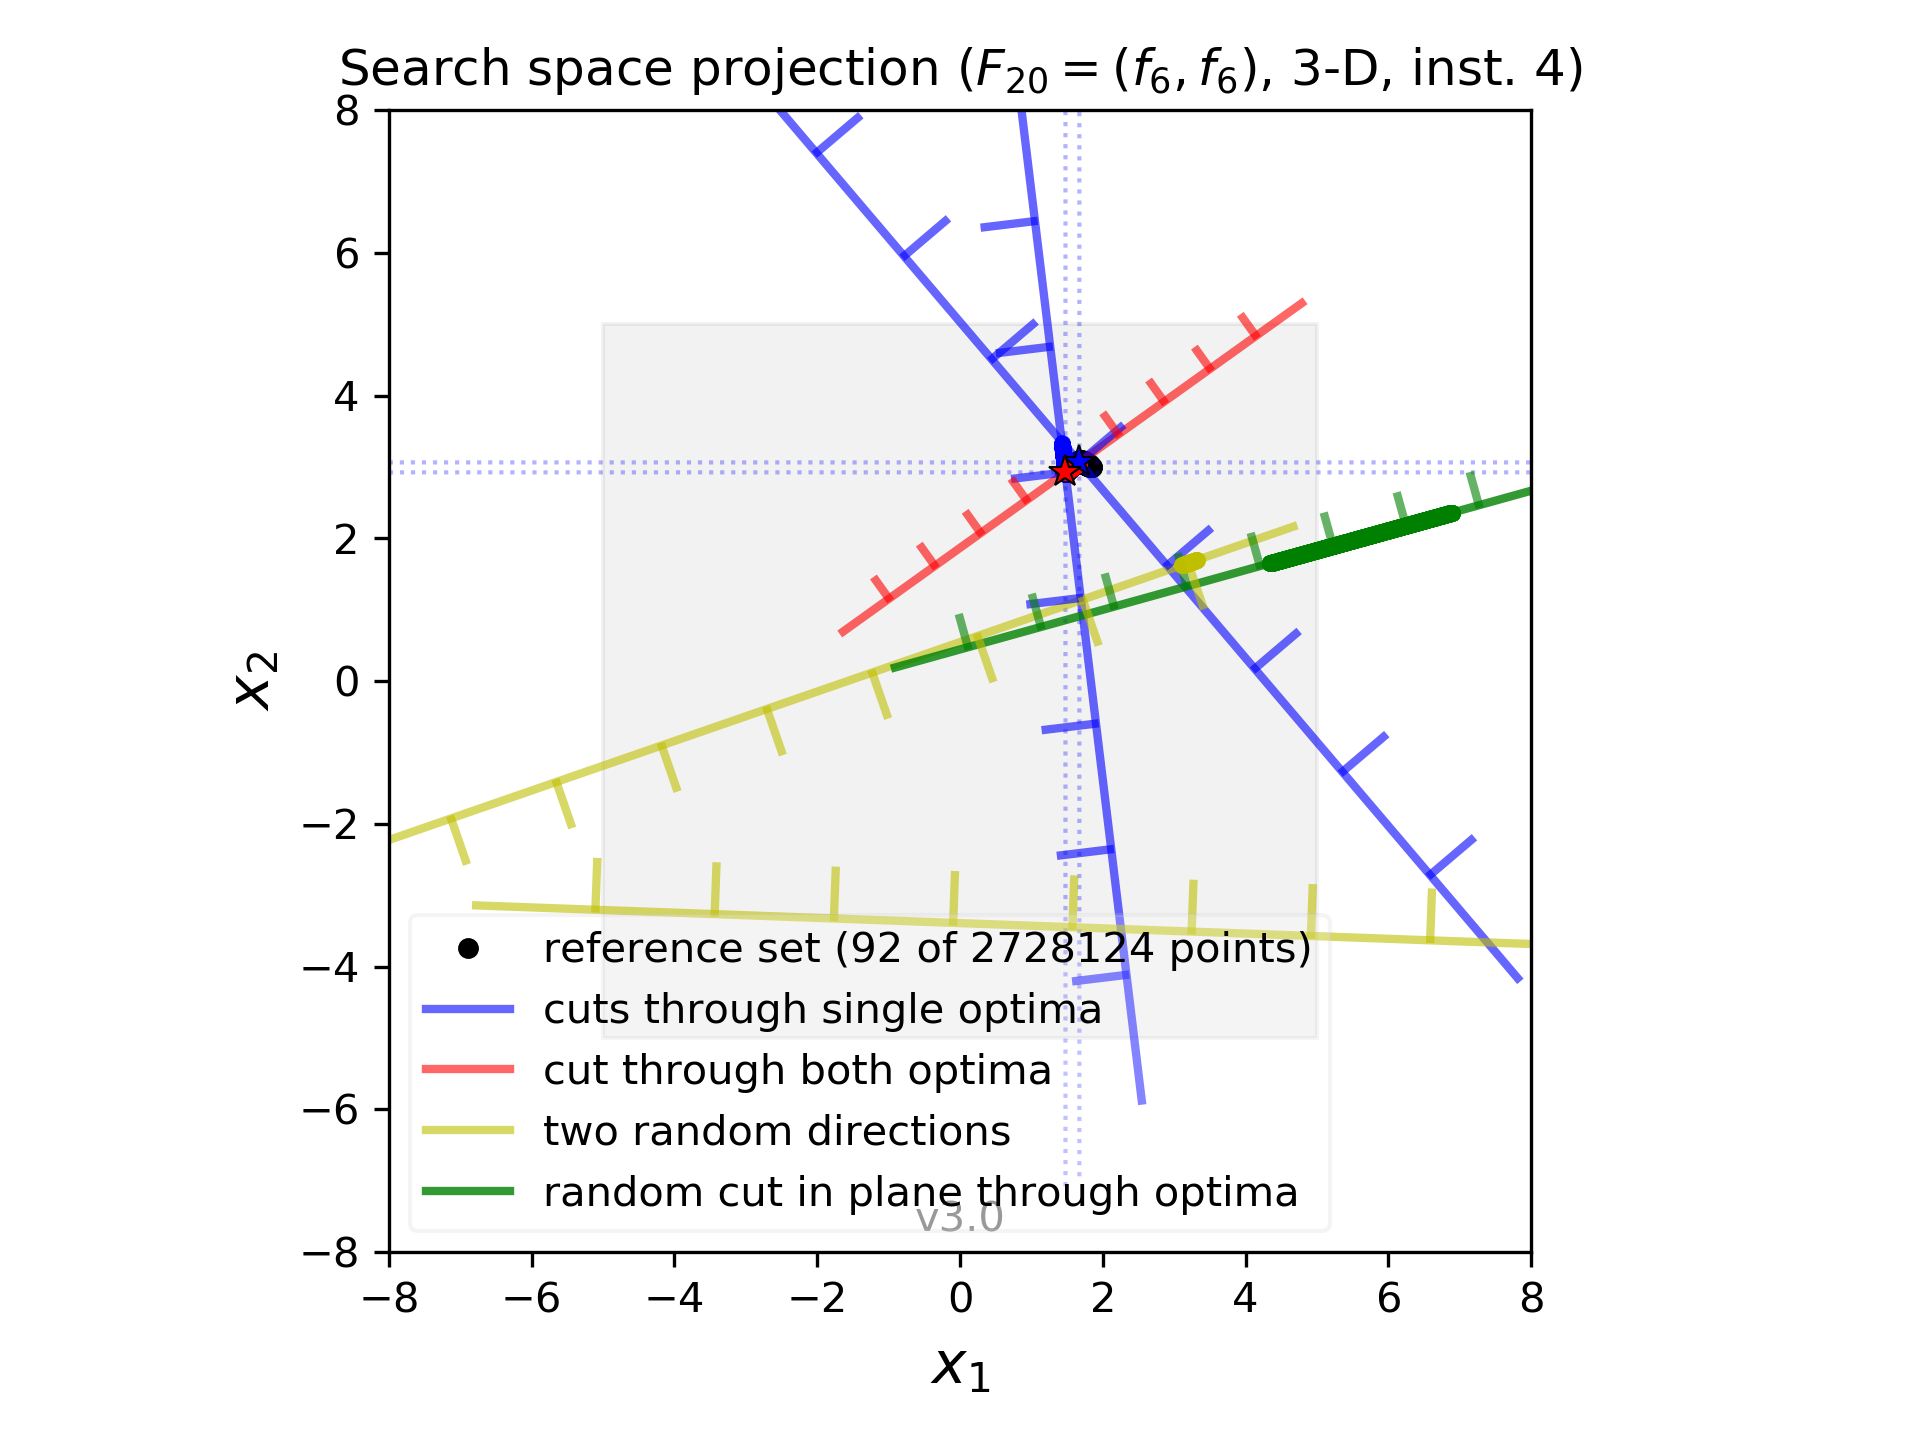 Search space projection (F20 = (f6, f6), 3-D, inst. 4)
8
6
4
2
0
−2
−4
−6
−8
x2
reference set (92 of 2728124 points)
cuts through single optima
cut through both optima
two random directions
random cut in plane through optima
v3.0
−8 −6 −4 −2 0 2 4 6 8
x1